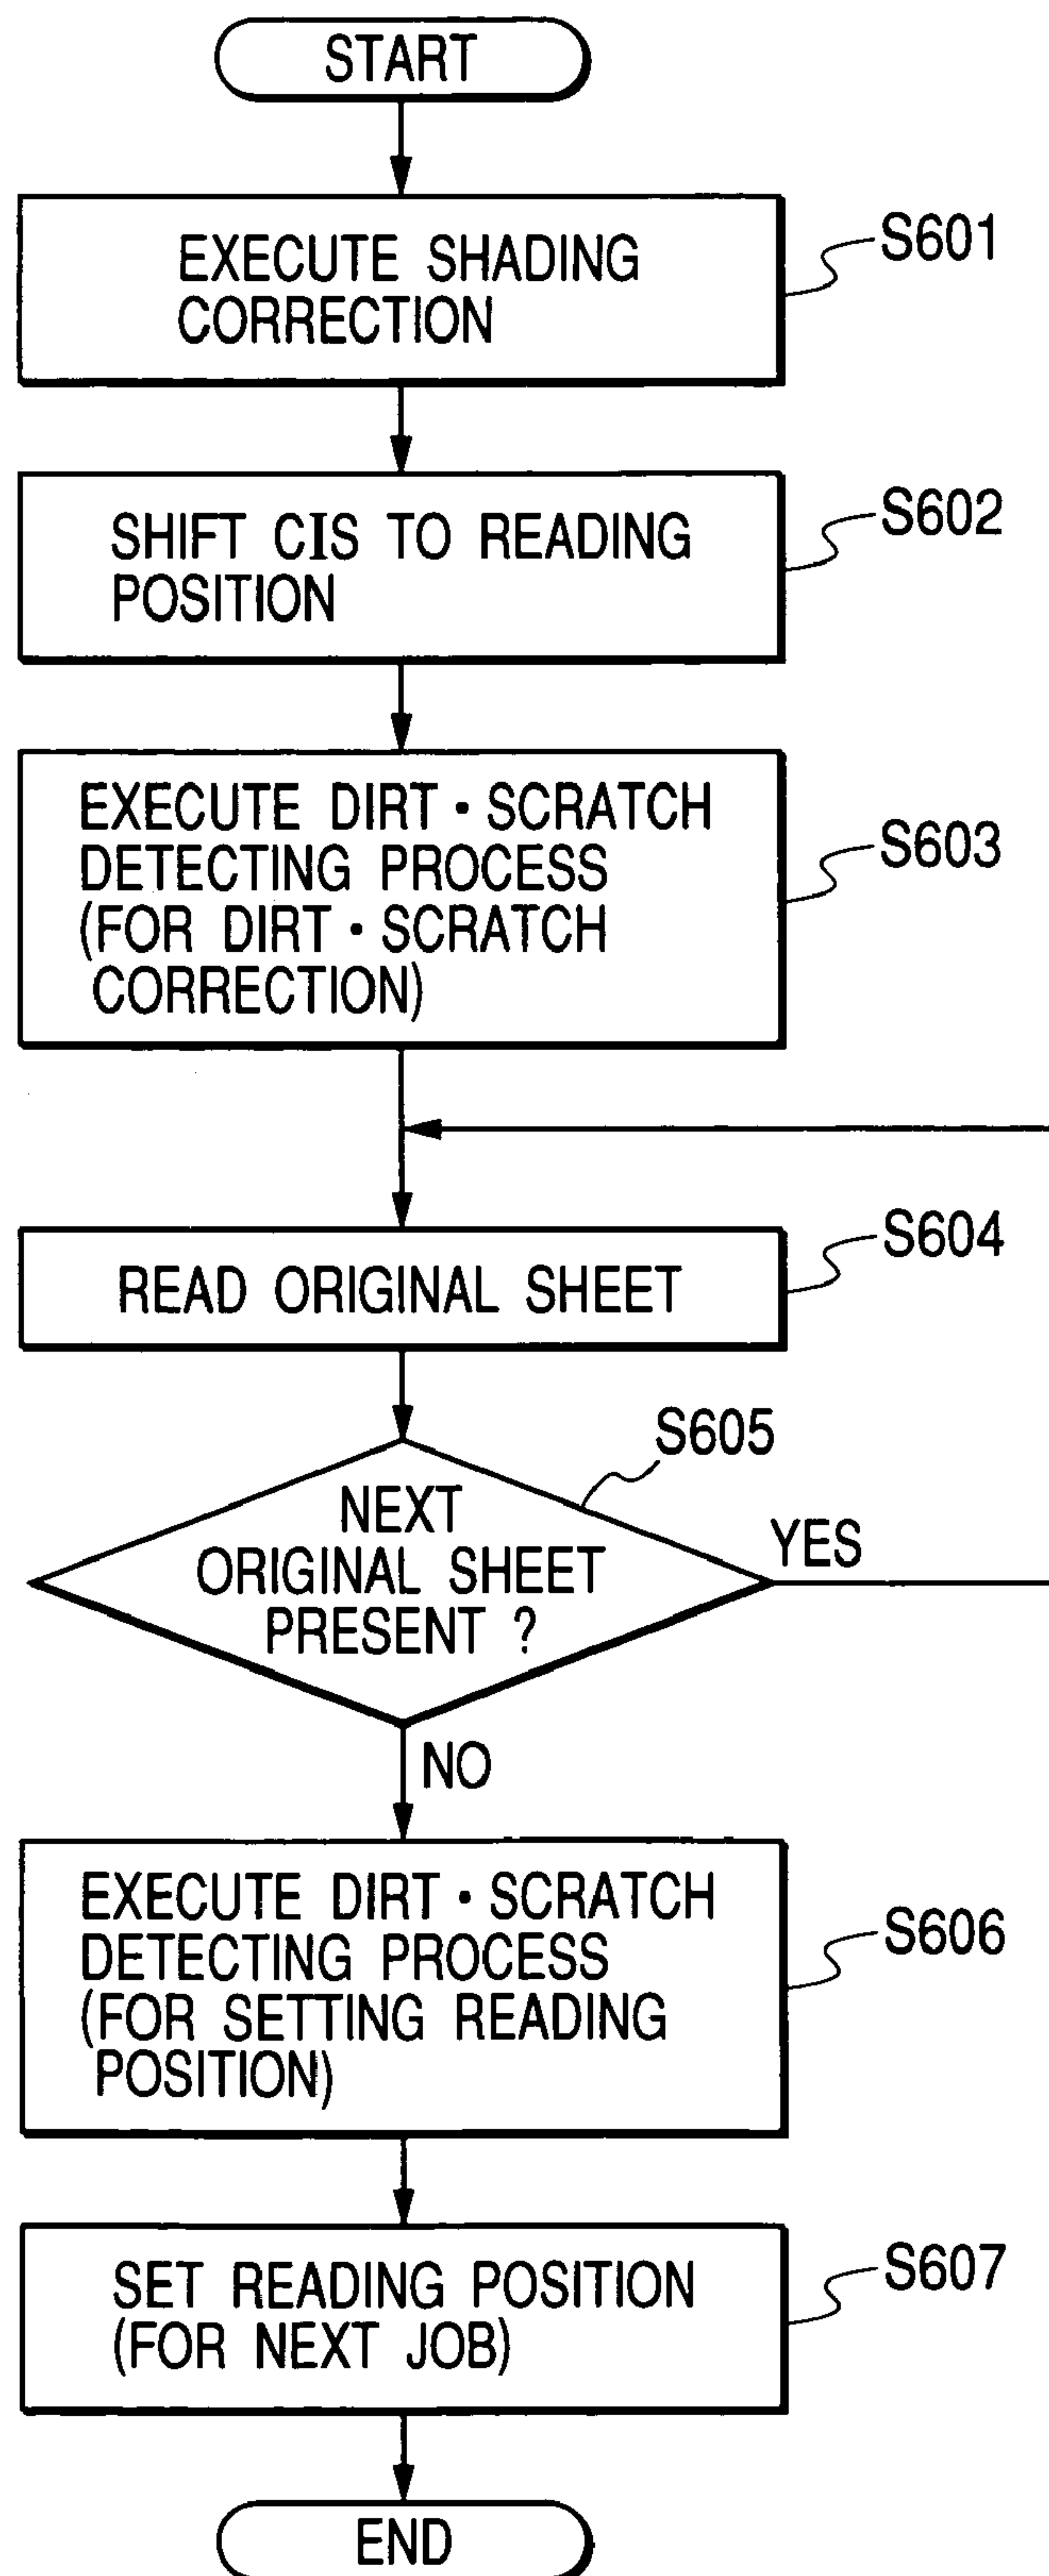 START
EXECUTE SHADING
CORRECTION
S601
SHIFT CIS TO READING
POSITION
S602
EXECUTE DIRT・SCRATCH
DETECTING PROCESS
(FOR DIRT・SCRATCH
CORRECTION)
S603
READ ORIGINAL SHEET
S604
NEXT
ORIGINAL SHEET
PRESENT ?
S605
YES
NO
EXECUTE DIRT・SCRATCH
DETECTING PROCESS
(FOR SETTING READING
POSITION)
S606
SET READING POSITION
(FOR NEXT JOB)
S607
END